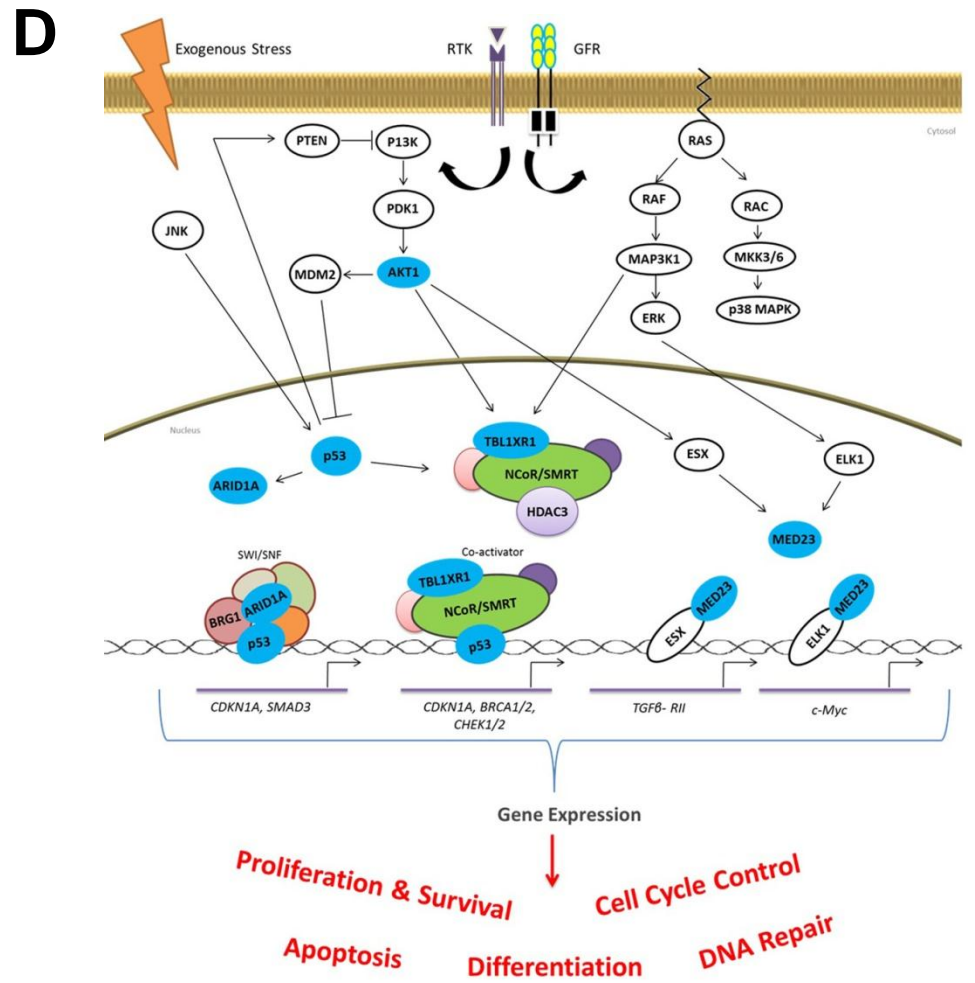 D
Exogenous Stress
RTK
GFR
Cytosol
PTEN
P13K
RAS
PDK1
RAF
RAC
JNK
MDM2
AKT1
MAP3K1
MKK3/6
ERK
p38 MAPK
Nucleus
p53
TBL1XR1
ESX
ELK1
ARID1A
NCoR/SMRT
HDAC3
MED23
SWI/SNF
Co-activator
BRG1
ARID1A
p53
TBL1XR1
NCoR/SMRT
p53
MED23
ESX
MED23
ELK1
CDKN1A, SMAD3
CDKN1A, BRCA1/2,
CHEK1/2
TGFβ- RII
c-Myc
Gene Expression
Proliferation & Survival
Cell Cycle Control
Apoptosis
Differentiation
DNA Repair